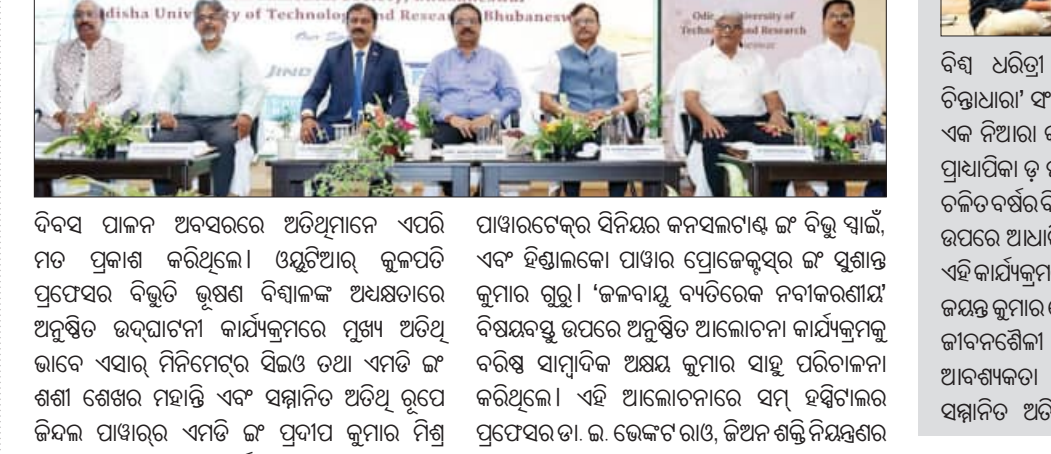 Odisha University of Technology and Research, Bhubanesw
Our Sp
JIND
University of
and Research
ଦିବସ ପାଳନ ଅବସରରେ ଅତିଥିମାନେ ଏପରି
ମତ ପ୍ରକାଶ କରିଥିଲେ। ଓୟୁଟିଆର୍ କୁଳପତି
ପ୍ରଫେସର ବିଭୁତି ଭୂଷଣ ବିଶ୍ୱାଳଙ୍କ ଅଧ୍ୟକ୍ଷତାରେ
ଅନୁଷ୍ଠିତ ଉଦ୍‌ଘାଟନୀ କାର୍ଯ୍ୟକ୍ରମରେ ମୁଖ୍ୟ ଅତିଥି
ଭାବେ ଏସାର୍ ମିନିମେଟ୍‌ର ସିଇଓ ତଥା ଏମଡି ଇଂ
ଶଶୀ ଶେଖର ମହାନ୍ତି ଏବଂ ସମ୍ମାନିତ ଅତିଥି ରୂପେ
ଜିନ୍ଦଲ ପାୱାର୍‌ର ଏମଡି ଇଂ ପ୍ରଦୀପ କୁମାର ମିଶ୍ର
ପାୱାରଟେକ୍‌ର ସିନିୟର କନସଲଟାଣ୍ଟ ଇଂ ବିଭୁ ସ୍ୱାଇଁ,
ଏବଂ ହିଣ୍ଡାଲକୋ ପାୱାର ପ୍ରୋଜେକ୍ଟସ୍‌ର ଇଂ ସୁଶାନ୍ତ
କୁମାର ଗୁରୁ। ‘ଜଳବାୟୁ ବ୍ୟତିରେକ ନବୀକରଣୀୟ’
ବିଷୟବସ୍ତୁ ଉପରେ ଅନୁଷ୍ଠିତ ଆଲୋଚନା କାର୍ଯ୍ୟକ୍ରମକୁ
ବରିଷ୍ଠ ସାମ୍ବାଦିକ ଅକ୍ଷୟ କୁମାର ସାହୁ ପରିଚାଳନା
କରିଥିଲେ। ଏହି ଆଲୋଚନାରେ ସମ୍ ହସ୍ପିଟାଲର
ପ୍ରଫେସର ଡା. ଇ. ଭେଙ୍କଟ ରାଓ, ଜିଅନ ଶକ୍ତି ନିୟନ୍ତ୍ରଣର
ବିଶ୍ୱ ଧରିତ୍ରୀ
ଚିନ୍ତାଧାରା’ ସଂ
ଏକ ନିଆରା
ପ୍ରାଧ୍ୟାପିକା ଡ଼
ଚଳିତ ବର୍ଷର ବି
ଉପରେ ଆଧାରି
ଏହି କାର୍ଯ୍ୟକ୍ରମ
ଜୟନ୍ତ କୁମାର
ଜୀବନଶୈଳୀ
ଆବଶ୍ୟକତା
ସମ୍ମାନିତ ଅତି